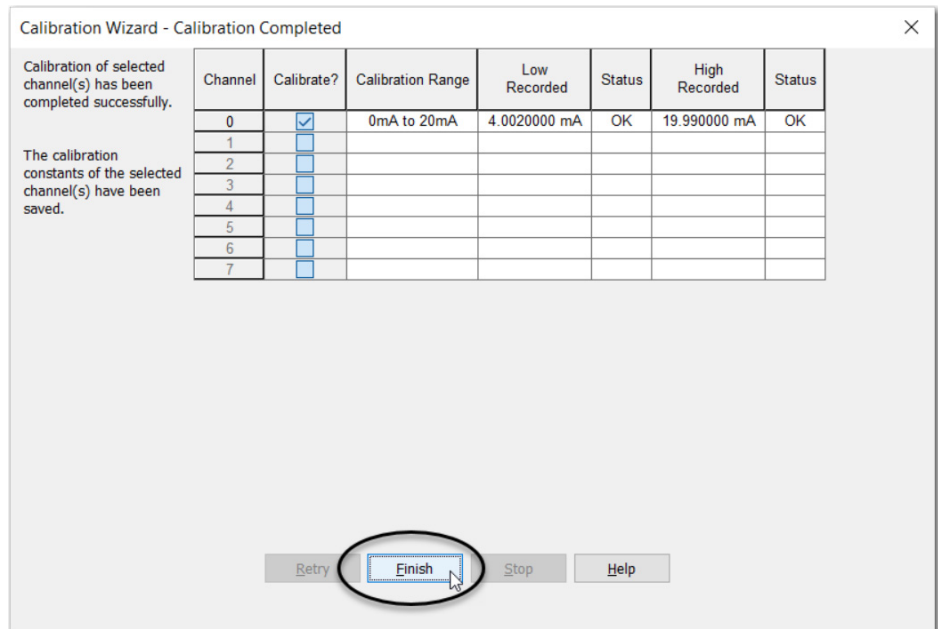 Calibration Wizard - Calibration Completed
Calibration of selected
channel(s) has been
completed successfully.
The calibration
constants of the selected
channel(s) have been
saved.
Channel Calibrate? Calibration Range Low Recorded Status High Recorded Status
0 0mA to 20mA 4.0020000 mA OK 19.990000 mA OK
1
2
3
4
5
6
7
Retry Finish Stop Help